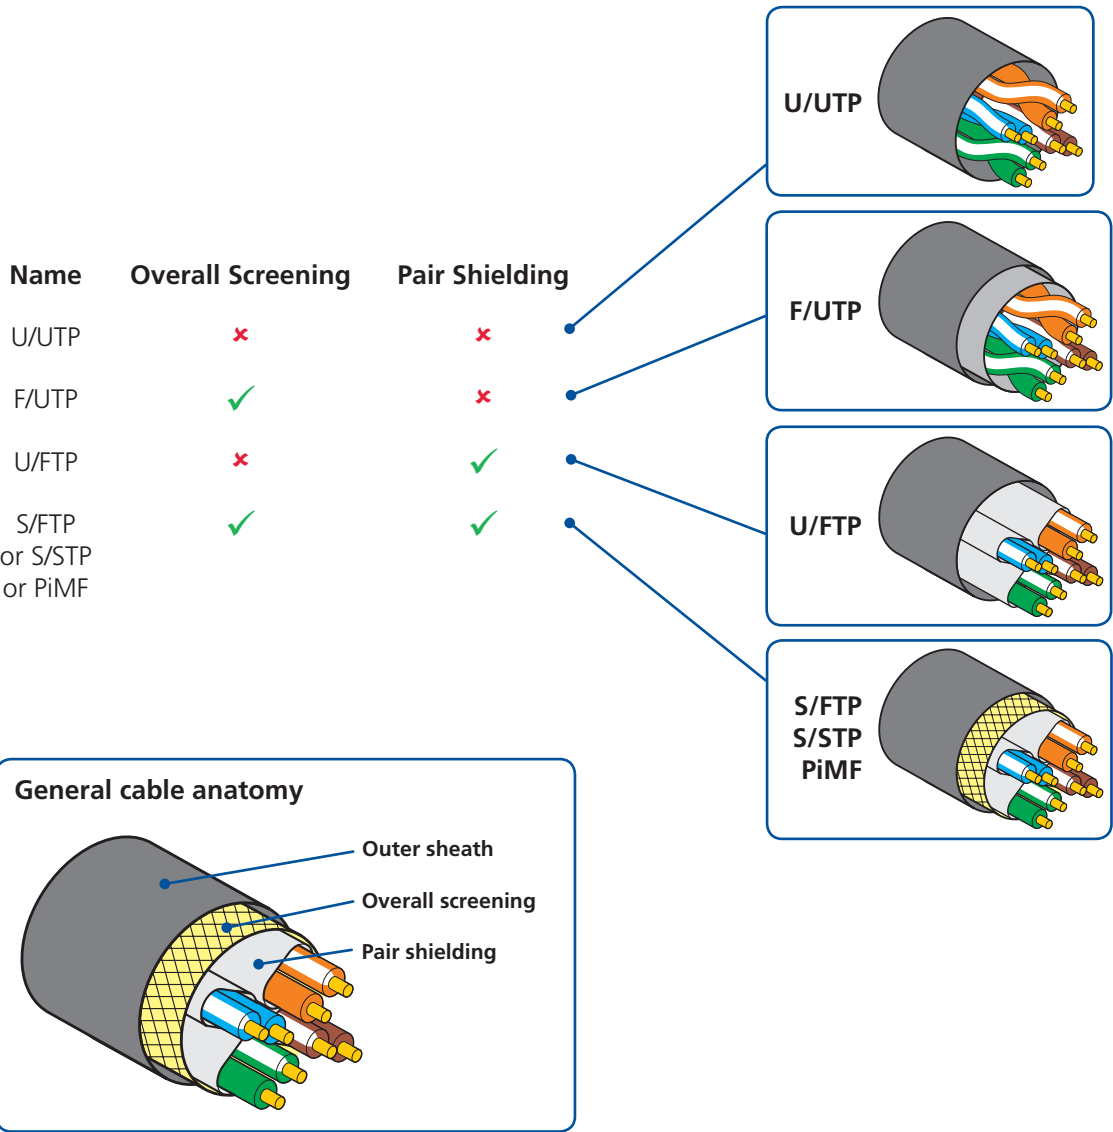 U/UTP
F/UTP
Name Overall Screening Pair Shielding
U/UTP ✘ ✘
F/UTP ✓ ✘
U/FTP ✘ ✓
S/FTP ✓ ✓
or S/STP
or PiMF
U/FTP
S/FTP
S/STP
PiMF
General cable anatomy
Outer sheath
Overall screening
Pair shielding